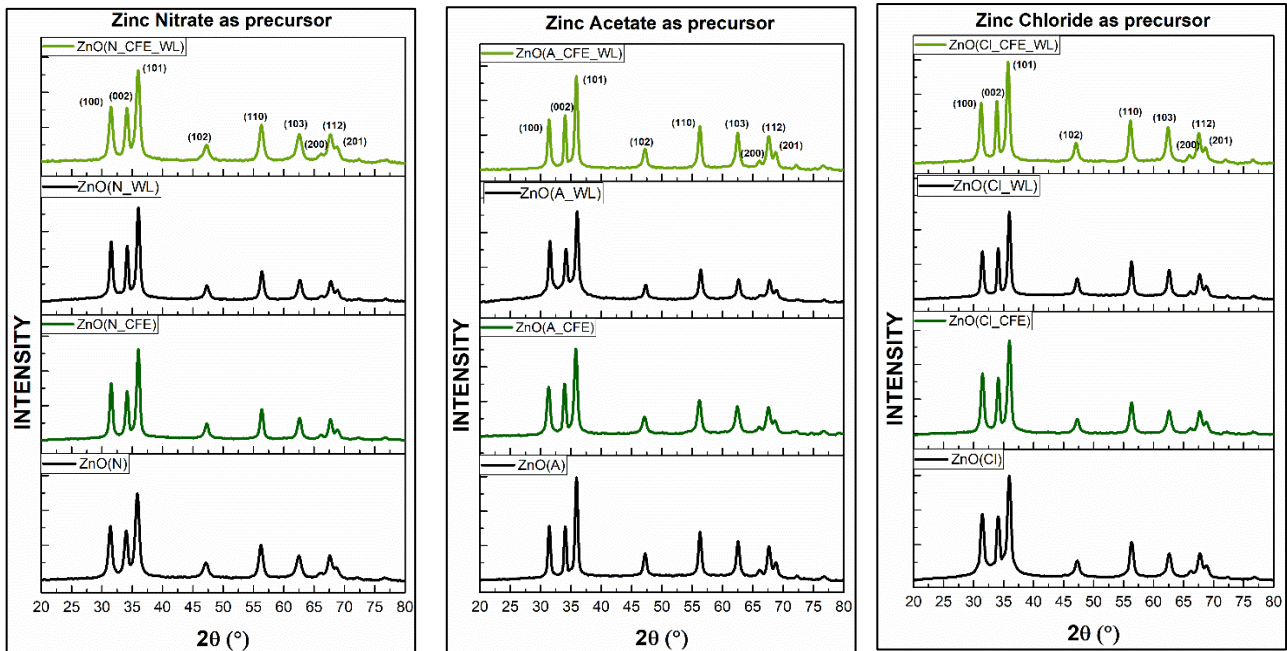 Zinc Nitrate as precursor
ZnO(N_CFE_WL)
(100)
(002)
(101)
(102)
(110)
(103)
(200)
(112)
(201)
ZnO(N_WL)
ZnO(N_CFE)
ZnO(N)
INTENSITY
20 25 30 35 40 45 50 55 60 65 70 75 80
2θ (°)
Zinc Acetate as precursor
ZnO(A_CFE_WL)
(100)
(002)
(101)
(102)
(110)
(103)
(200)
(112)
(201)
ZnO(A_WL)
ZnO(A_CFE)
ZnO(A)
INTENSITY
20 25 30 35 40 45 50 55 60 65 70 75 80
2θ (°)
Zinc Chloride as precursor
ZnO(Cl_CFE_WL)
(100)
(002)
(101)
(102)
(110)
(103)
(200)
(112)
(201)
ZnO(Cl_WL)
ZnO(Cl_CFE)
ZnO(Cl)
INTENSITY
20 25 30 35 40 45 50 55 60 65 70 75 80
2θ (°)